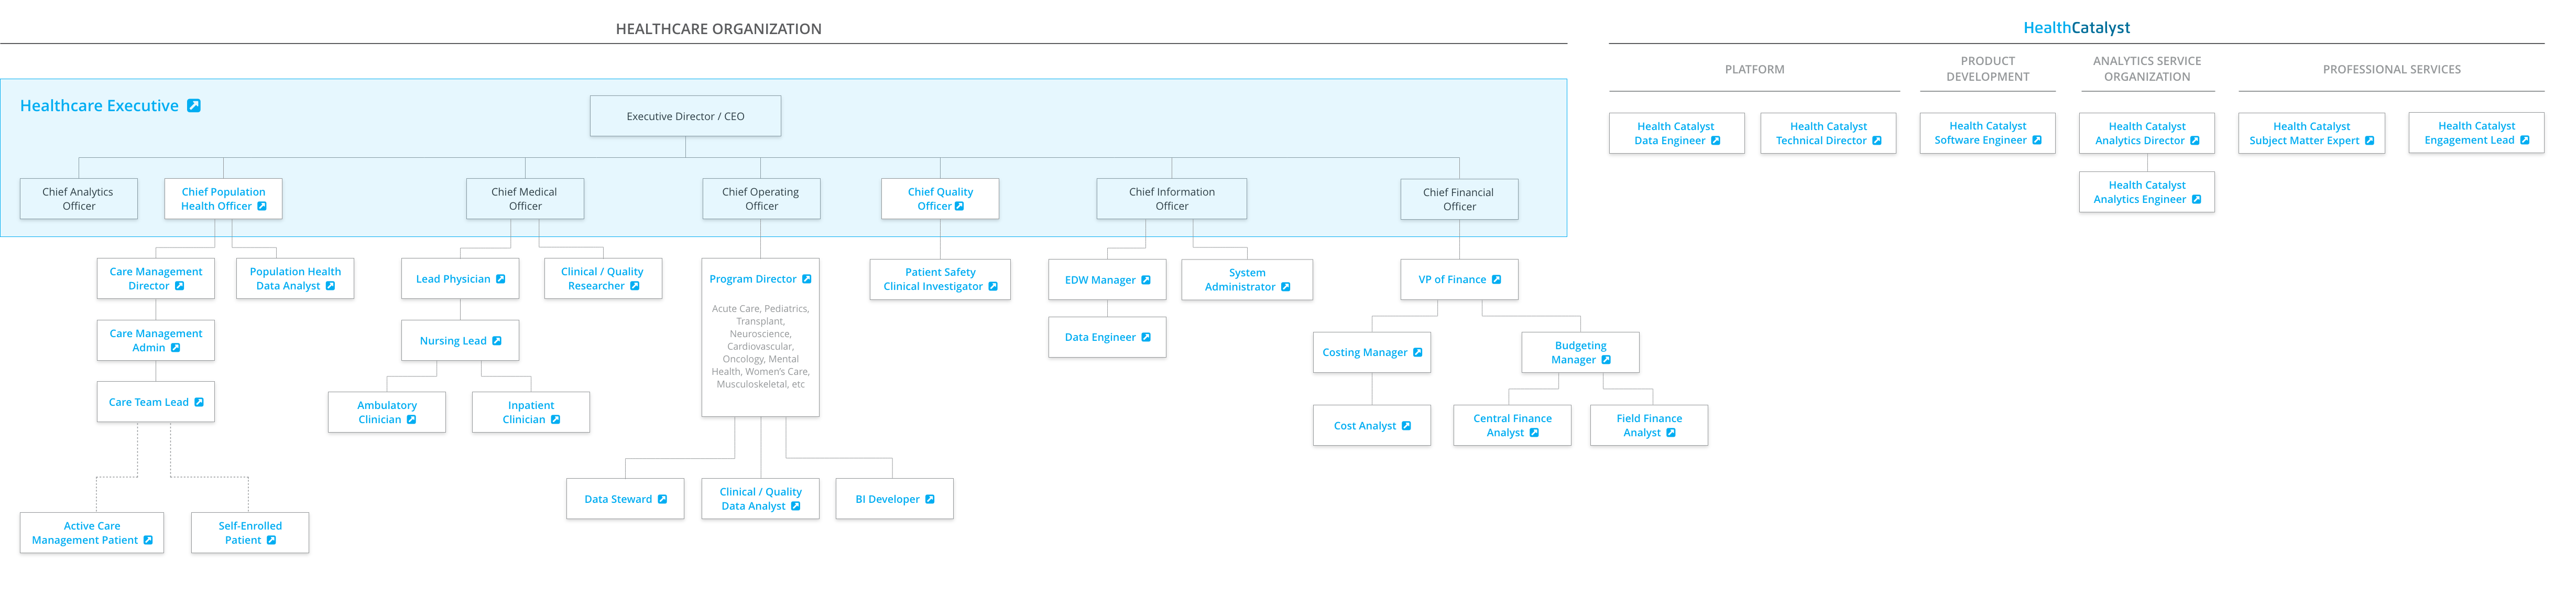 HEALTHCARE ORGANIZATION
HealthCatalyst
PLATFORM
PRODUCT
DEVELOPMENT
ANALYTICS SERVICE
ORGANIZATION
PROFESSIONAL SERVICES
Healthcare Executive
Executive Director / CEO
Health Catalyst
Data Engineer
Health Catalyst
Technical Director
Health Catalyst
Software Engineer
Health Catalyst
Analytics Director
Health Catalyst
Subject Matter Expert
Health Catalyst
Engagement Lead
Health Catalyst
Analytics Engineer
Chief Analytics
Officer
Chief Population
Health Officer
Chief Medical
Officer
Chief Operating
Officer
Chief Quality
Officer
Chief Information
Officer
Chief Financial
Officer
Care Management
Director
Population Health
Data Analyst
Lead Physician
Clinical / Quality
Researcher
Program Director
Acute Care, Pediatrics,
Transplant,
Neuroscience,
Cardiovascular,
Oncology, Mental
Health, Women's Care,
Musculoskeletal, etc
Patient Safety
Clinical Investigator
EDW Manager
System
Administrator
VP of Finance
Care Management
Admin
Nursing Lead
Data Engineer
Costing Manager
Budgeting
Manager
Care Team Lead
Ambulatory
Clinician
Inpatient
Clinician
Cost Analyst
Central Finance
Analyst
Field Finance
Analyst
Data Steward
Clinical / Quality
Data Analyst
BI Developer
Active Care
Management Patient
Self-Enrolled
Patient